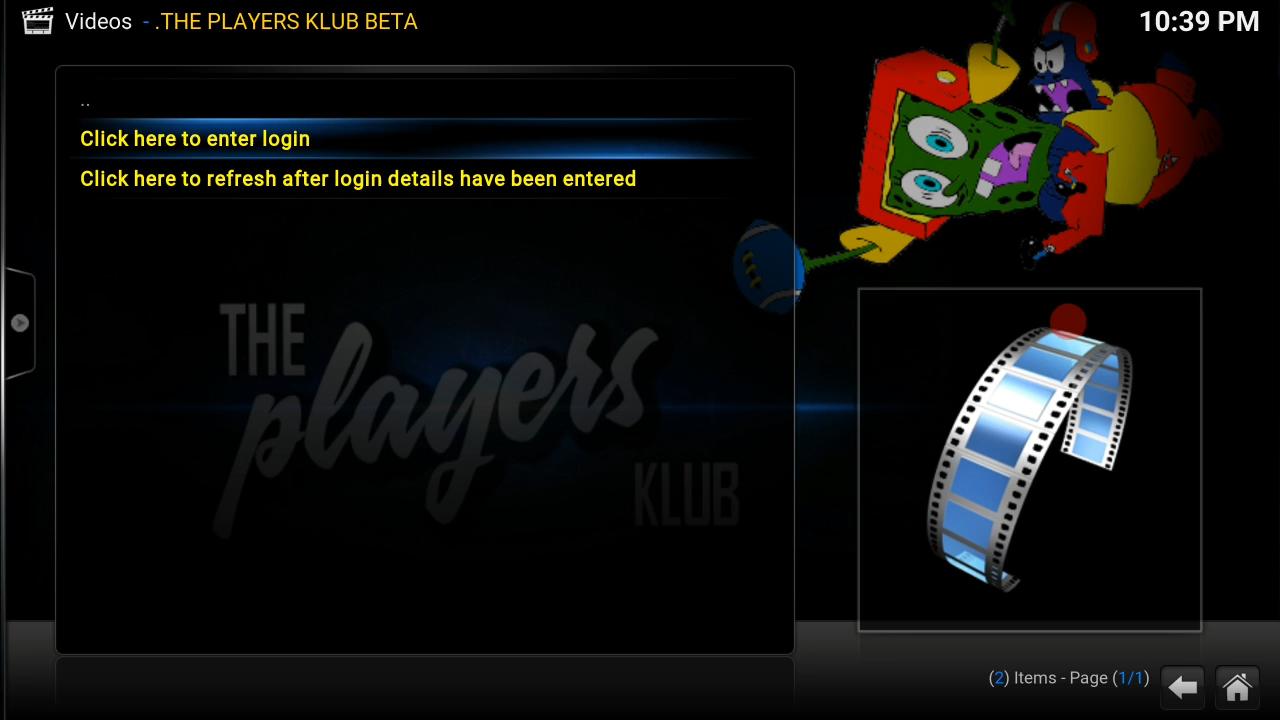 Videos - .THE PLAYERS KLUB BETA
10:39 PM
..
Click here to enter login
Click here to refresh after login details have been entered
THE
players
KLUB
(2) Items - Page (1/1)